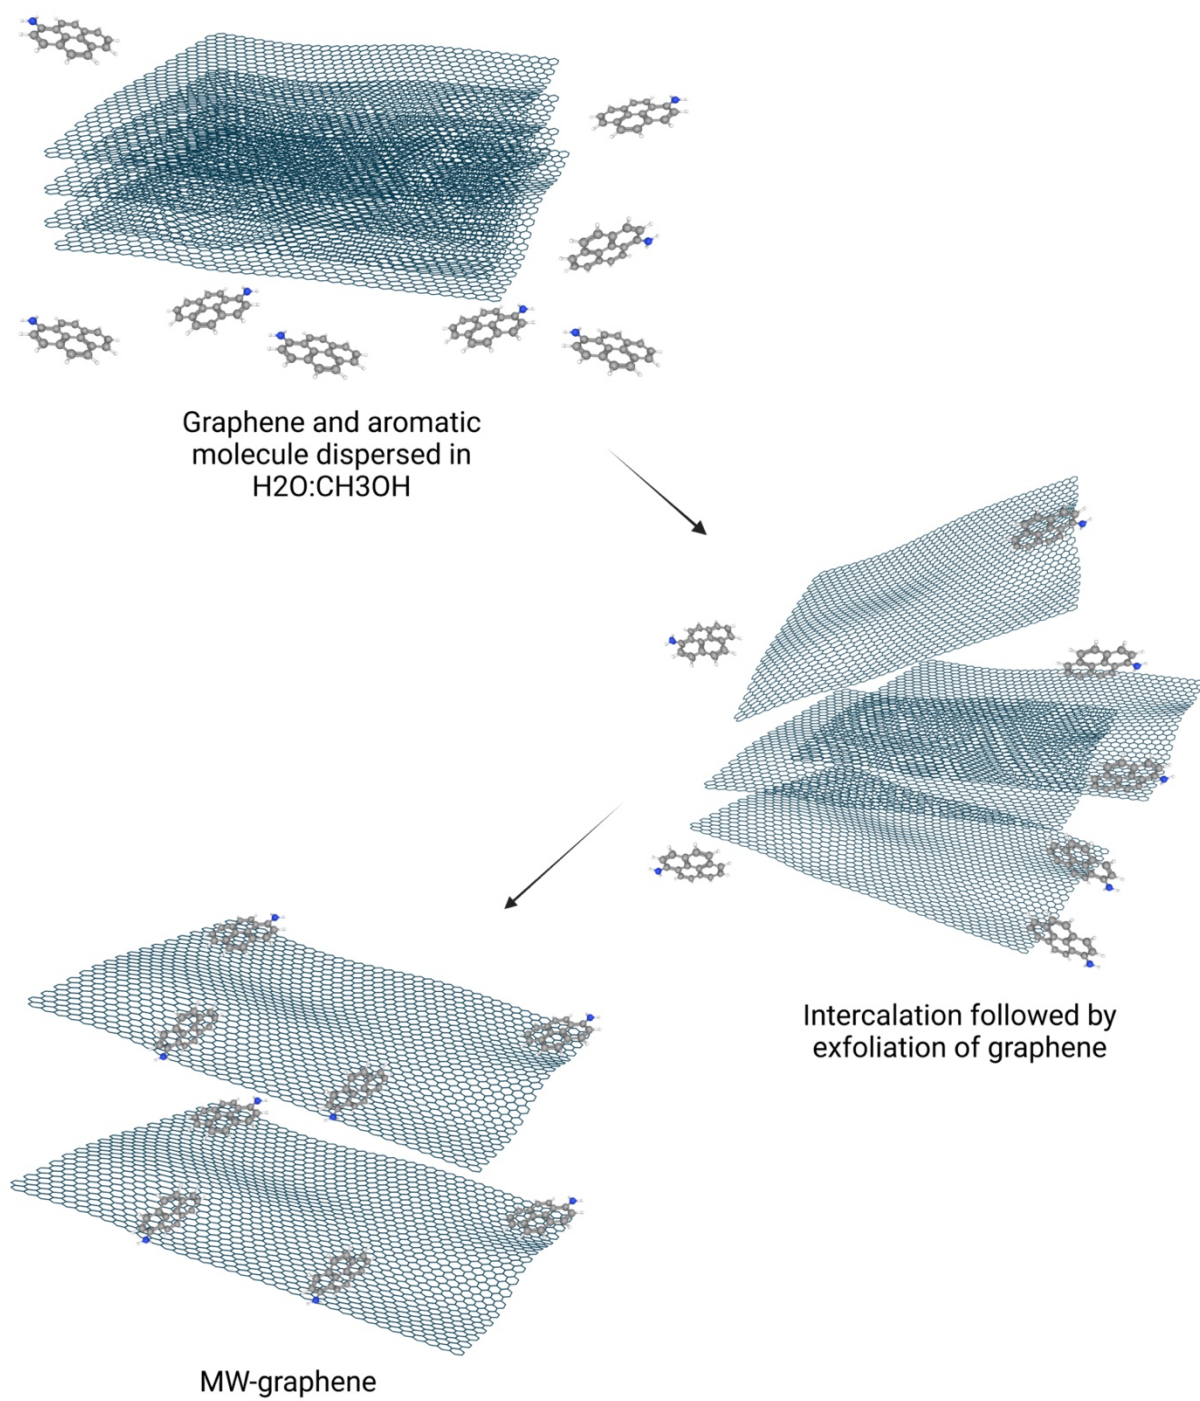 Graphene and aromatic
molecule dispersed in
H2O:CH3OH
Intercalation followed by
exfoliation of graphene
MW-graphene